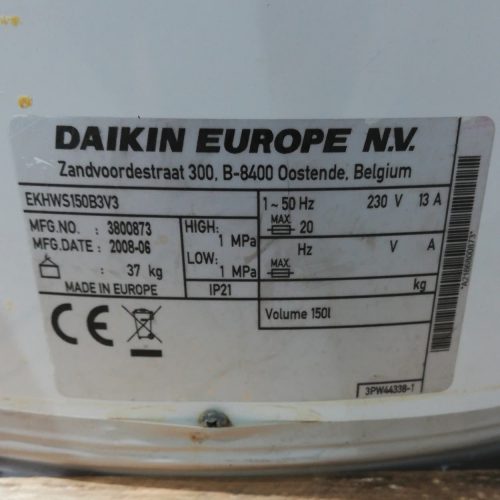 DAIKIN EUROPE N.V.
Zandvoordestraat 300, B-8400 Oostende, Belgium
EKHWS150B3V3
1~50 Hz 230 V 13 A
MFG.NO. : 3800873
HIGH: 1 MPa
MAX. 20
MFG.DATE : 2008-06
LOW: 1 MPa
Hz V A
MAX.
: 37 kg
kg
MADE IN EUROPE
IP21
Volume 150l
CE
3PW44338-1